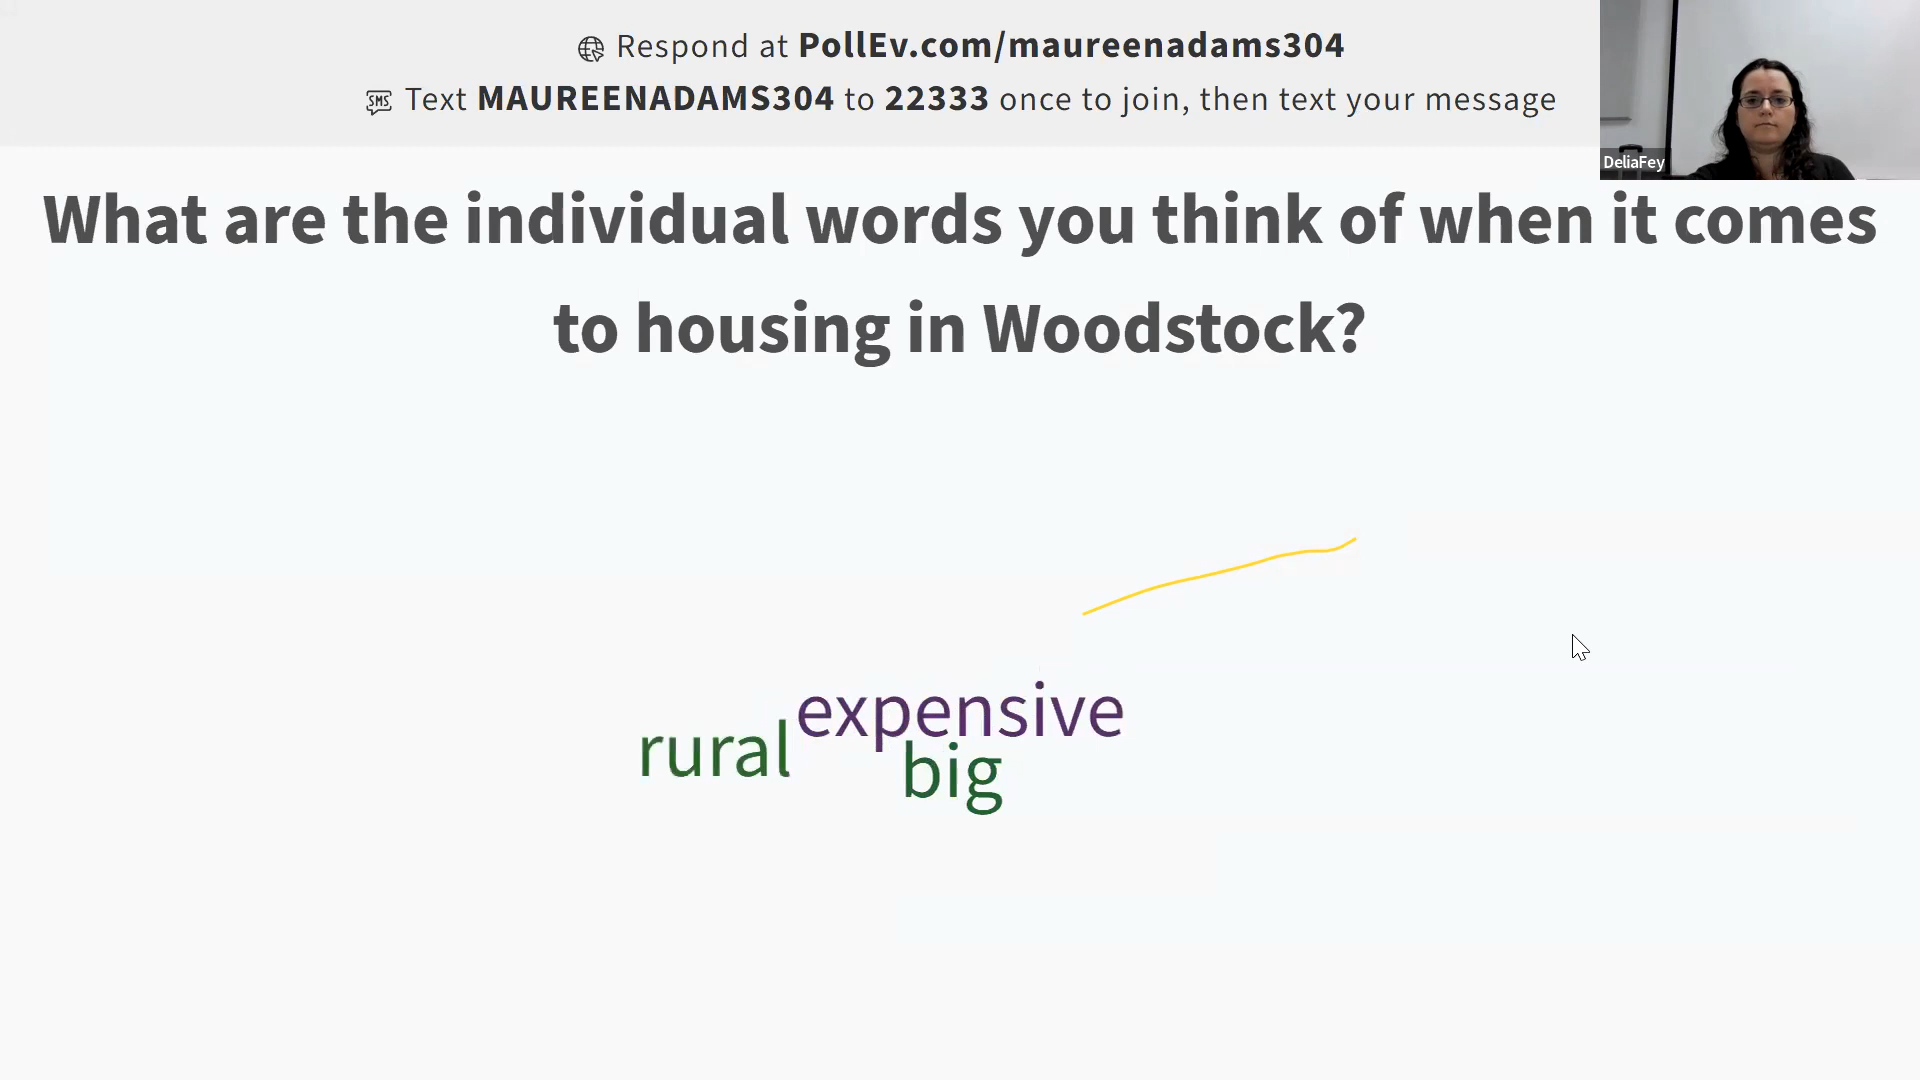 Respond at PollEv.com/maureenadams304
SMS Text MAUREENADAMS304 to 22333 once to join, then text your message
DeliaFey
What are the individual words you think of when it comes
to housing in Woodstock?
expensive
rural
big